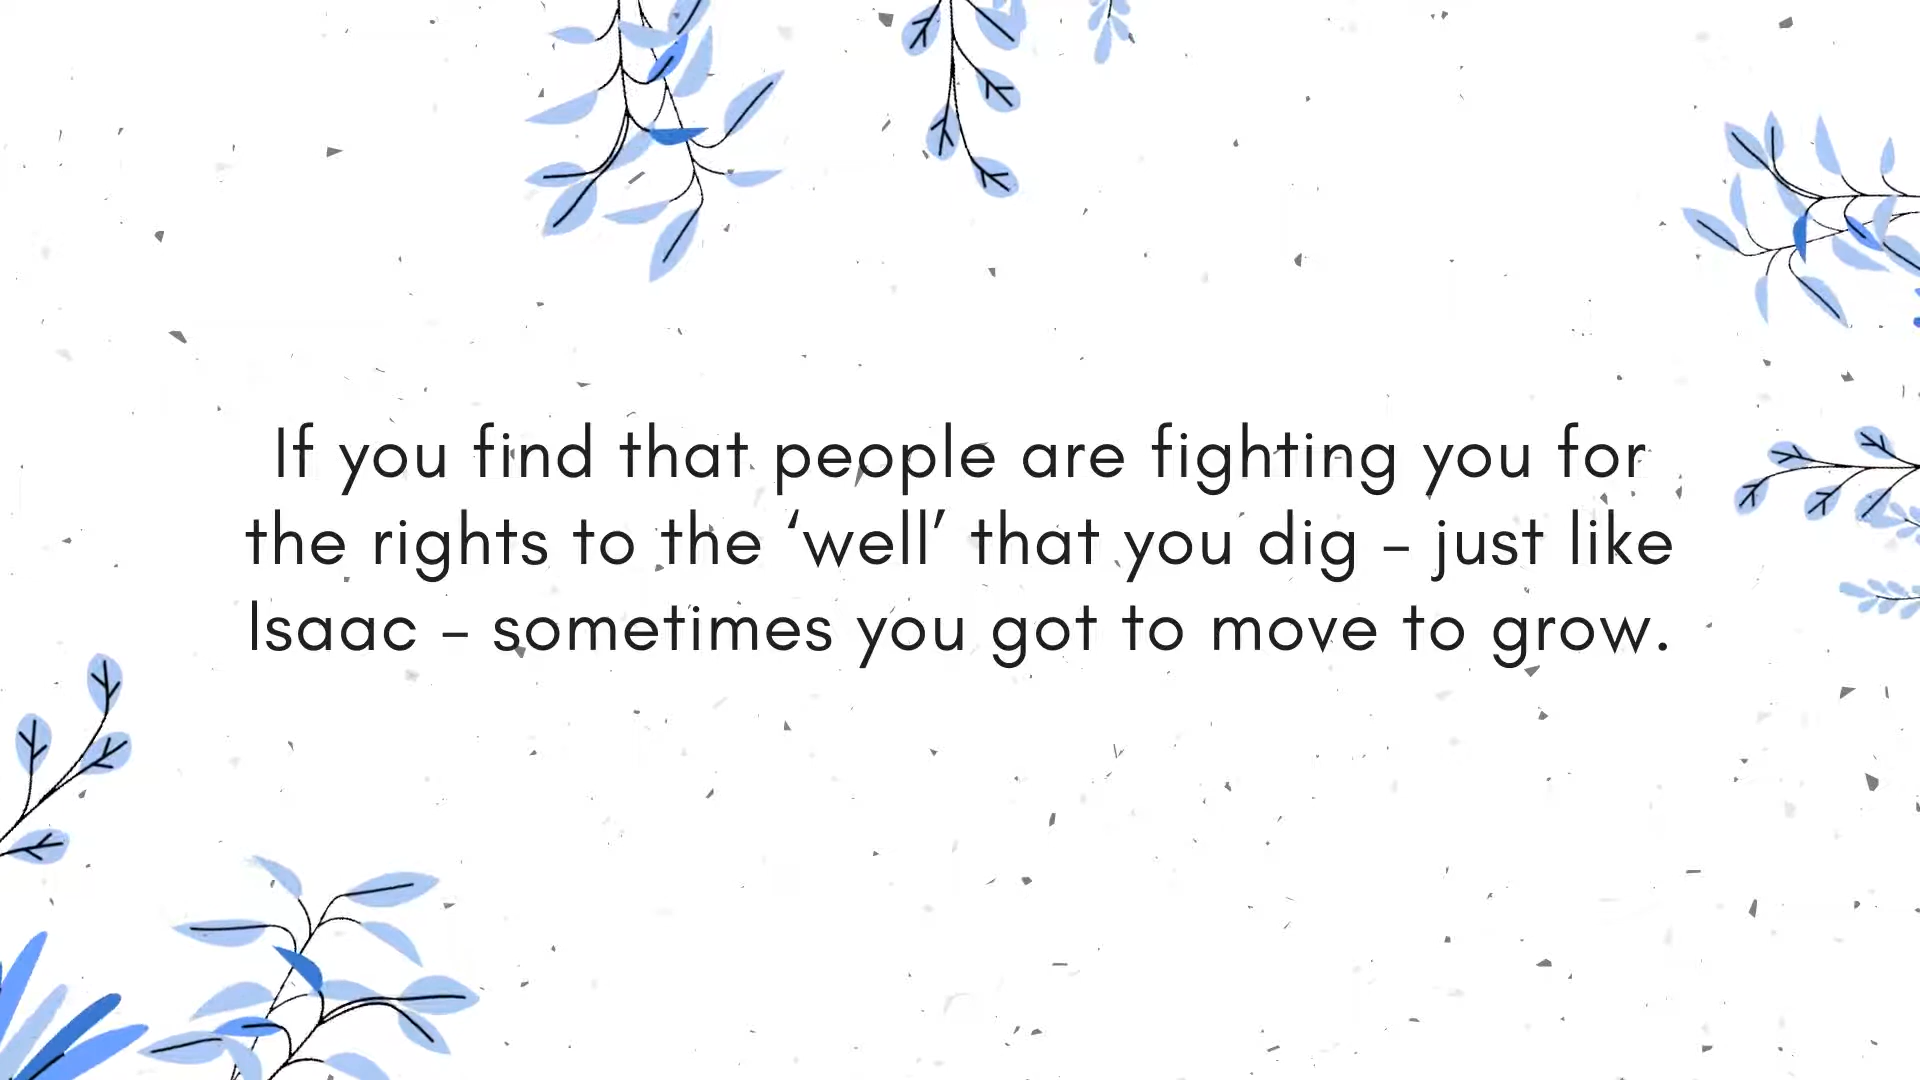 If you find that people are fighting you for
the rights to the ‘well’ that you dig – just like
Isaac – sometimes you got to move to grow.